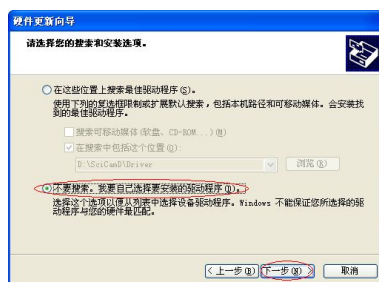 硬件更新向导
请选择您的搜索和安装选项。
在这些位置上搜索最佳驱动程序(S)。
使用下列的复选框限制或扩展默认搜索，包括本机路径和可移动媒体。会安装找
到的最佳驱动程序。
搜索可移动媒体(软盘、CD-ROM...)(M)
在搜索中包括这个位置(O):
D:\SciCamD\Driver
浏览(R)
不要搜索。我要自己选择要安装的驱动程序(D)。
选择这个选项以便从列表中选择设备驱动程序。Windows 不能保证您所选择的驱
动程序与您的硬件最匹配。
<上一步(B)
下一步(N)>
取消